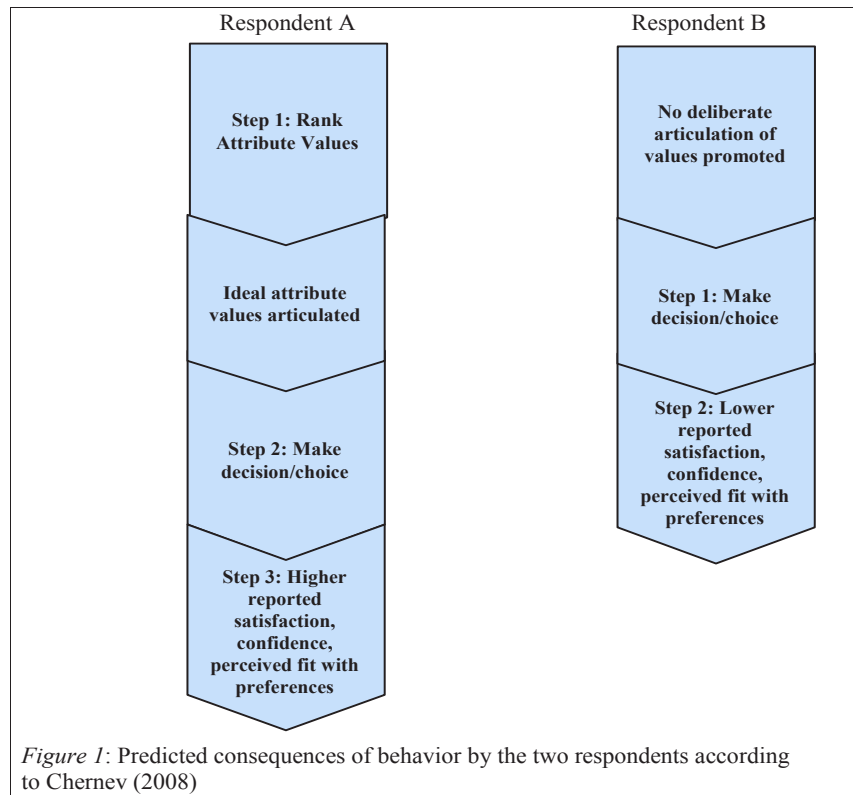 Respondent A
Step 1: Rank
Attribute Values
Ideal attribute
values articulated
Step 2: Make
decision/choice
Step 3: Higher
reported
satisfaction,
confidence,
perceived fit with
preferences
Respondent B
No deliberate
articulation of
values promoted
Step 1: Make
decision/choice
Step 2: Lower
reported
satisfaction,
confidence,
perceived fit with
preferences
Figure 1: Predicted consequences of behavior by the two respondents according
to Chernev (2008)